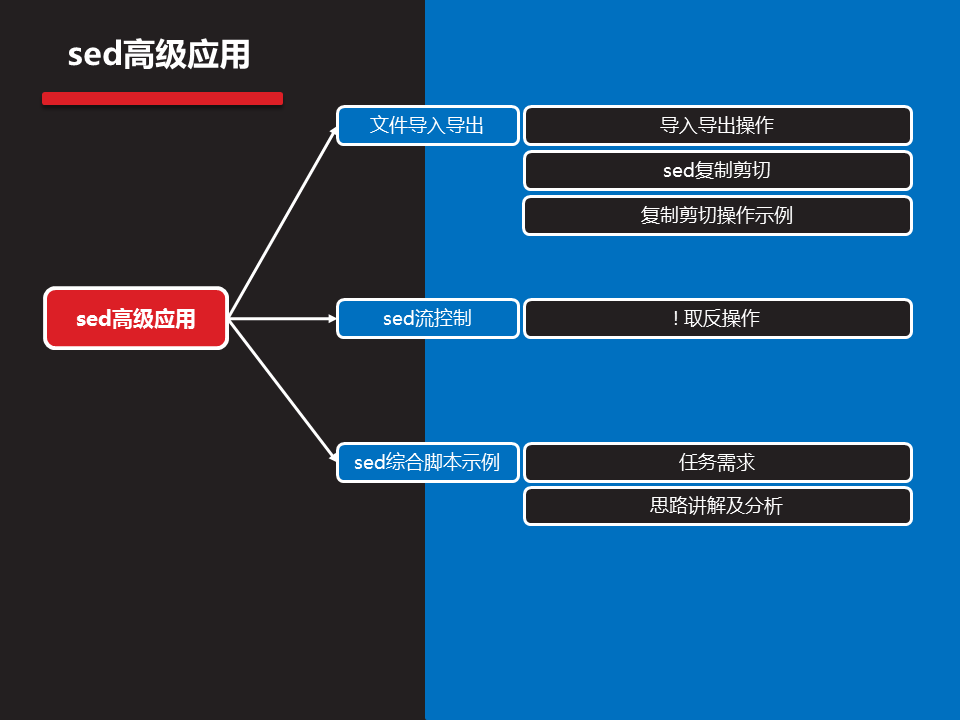 sed高级应用
文件导入导出
导入导出操作
sed复制剪切
复制剪切操作示例
sed高级应用
sed流控制
! 取反操作
sed综合脚本示例
任务需求
思路讲解及分析